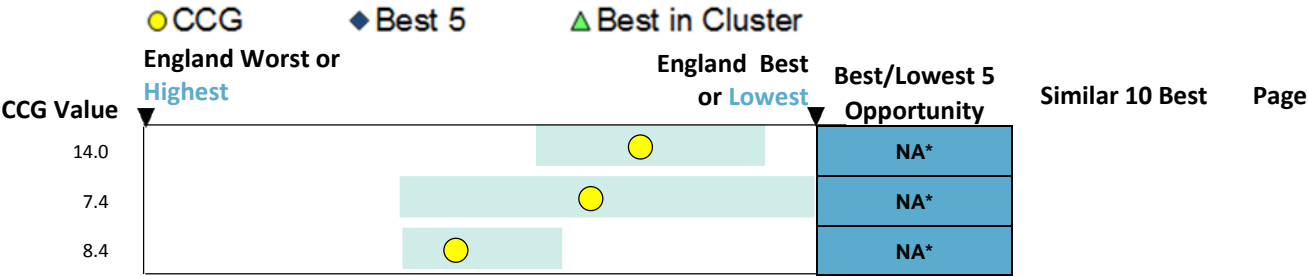 CCG Best 5 Best in Cluster
England Worst or
Highest
England Best
or Lowest
Best/Lowest 5
Opportunity
CCG Value
Similar 10 Best
Page
14.0 NA*
7.4 NA*
8.4 NA*